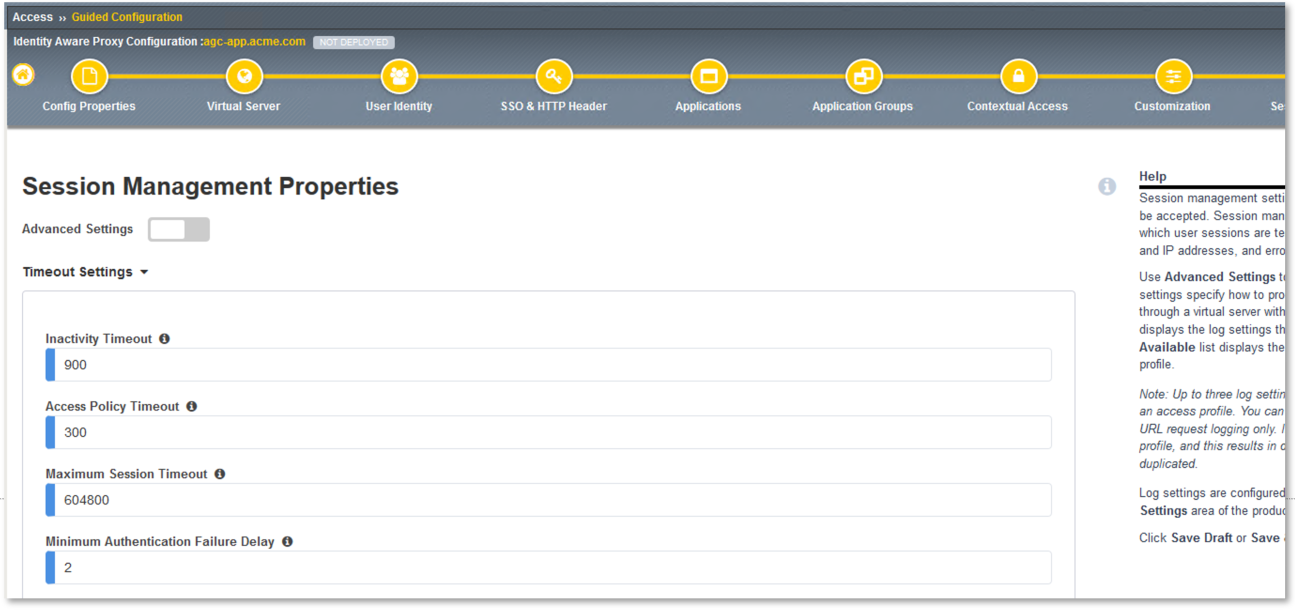 Access ›› Guided Configuration
Identity Aware Proxy Configuration :agc-app.acme.com NOT DEPLOYED
Config Properties Virtual Server User Identity SSO & HTTP Header Applications Application Groups Contextual Access Customization
Session Management Properties
Advanced Settings
Timeout Settings
Inactivity Timeout
900
Access Policy Timeout
300
Maximum Session Timeout
604800
Minimum Authentication Failure Delay
2
Help
Session management setti
be accepted. Session man
which user sessions are te
and IP addresses, and erro
Use Advanced Settings to
settings specify how to pro
through a virtual server with
displays the log settings th
Available list displays the
profile.
Note: Up to three log settin
an access profile. You can
URL request logging only. I
profile, and this results in d
duplicated.
Log settings are configured
Settings area of the produc
Click Save Draft or Save